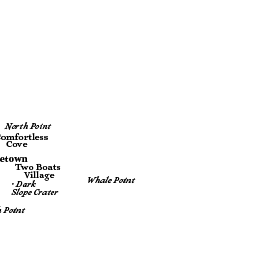 North Point
omfortless
Cove
etown
Two Boats
Village
Whale Point
· Dark
Slope Crater
Point